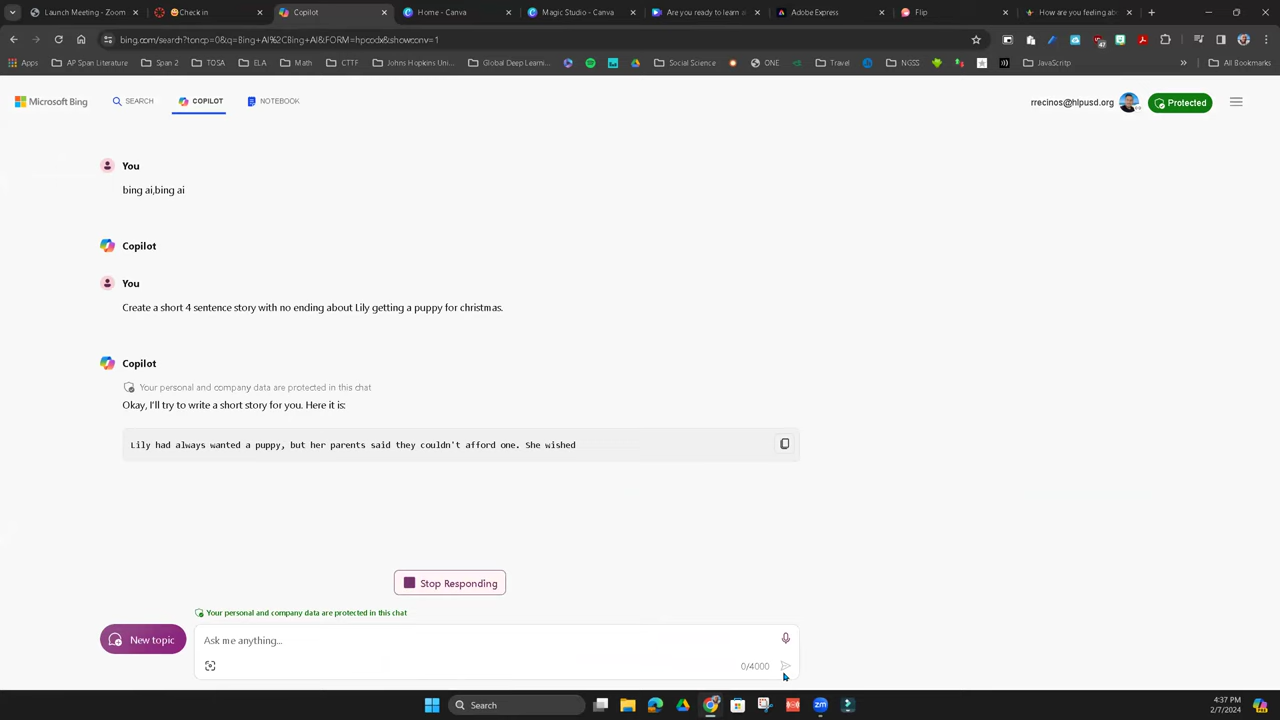 Launch Meeting - Zoom
Check in
Copilot
Home - Canva
Magic Studio - Canva
Are you ready to learn a
Adobe Express
Flip
How are you feeling abo
bing.com/search?toncp=0&q=Bing+AI%2CBing+AI&FORM=hpcodx&showconv=1
47
Apps
AP Span Literature
Span 2
TOSA
ELA
Math
CTTF
Johns Hopkins Uni...
Global Deep Learni...
Social Science
ONE
Travel
NGSS
JavaScritp
All Bookmarks
Microsoft Bing
SEARCH
COPILOT
NOTEBOOK
rrecinos@hlpusd.org
Protected
You
bing ai,bing ai
Copilot
You
Create a short 4 sentence story with no ending about Lily getting a puppy for christmas.
Copilot
Your personal and company data are protected in this chat
Okay, I'll try to write a short story for you. Here it is:
Lily had always wanted a puppy, but her parents said they couldn't afford one. She wished
Stop Responding
Your personal and company data are protected in this chat
New topic
Ask me anything...
0/4000
Search
zm
4:37 PM
2/7/2024